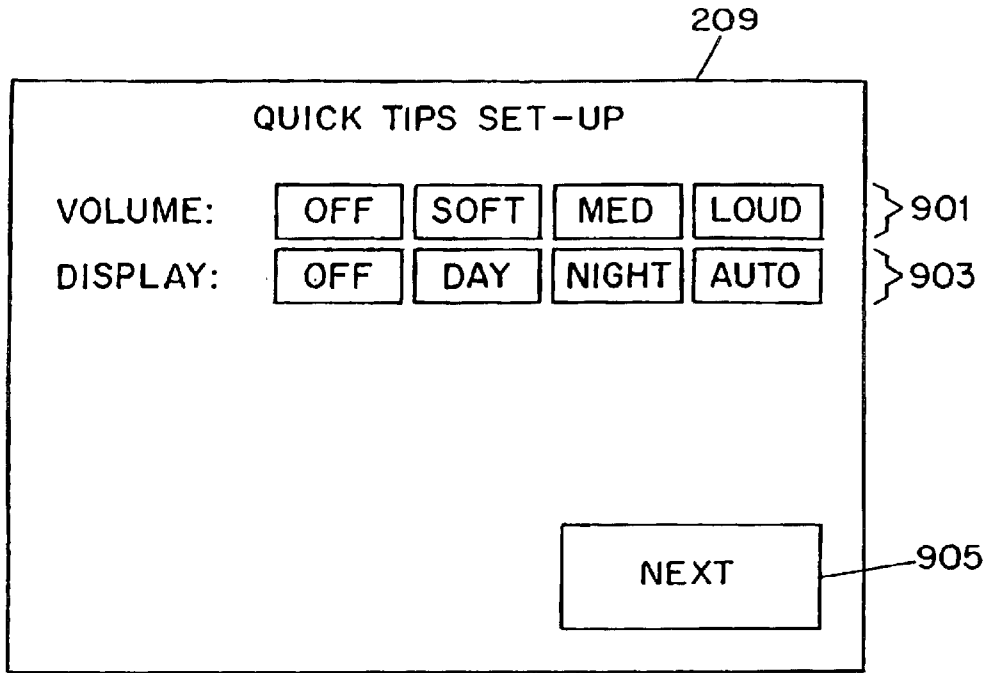 209
QUICK TIPS SET-UP
VOLUME: OFF SOFT MED LOUD 901
DISPLAY: OFF DAY NIGHT AUTO 903
NEXT 905